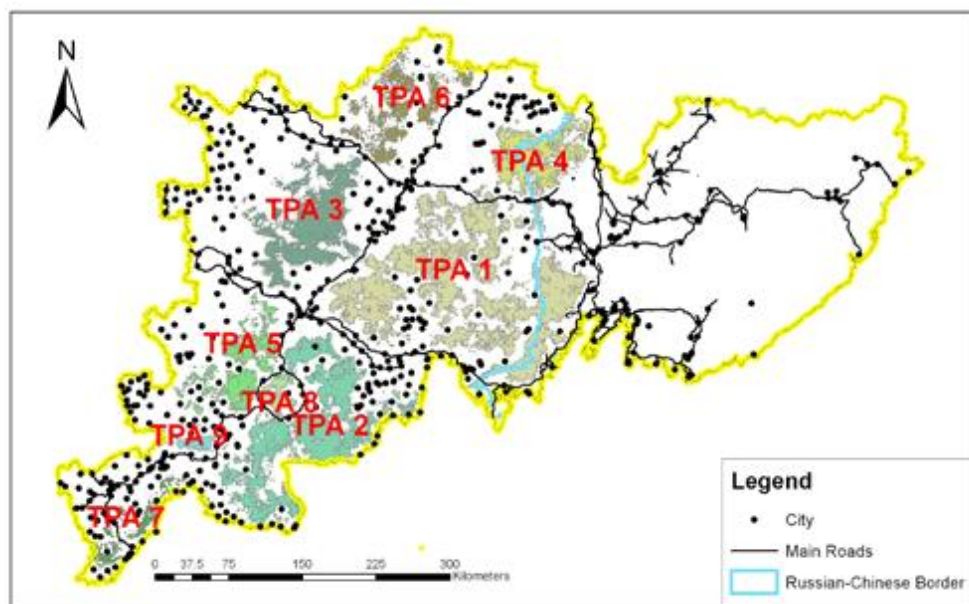 N
TPA 6
TPA 4
TPA 3
TPA 1
TPA 5
TPA 8
TPA 2
TPA 9
TPA 7
Legend
City
Main Roads
Russian-Chinese Border
0 37.5 75 150 225 300
Kilometers